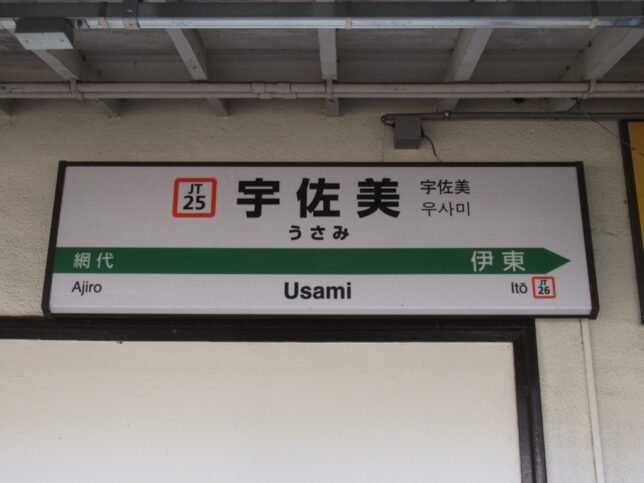 JT
25
宇佐美
宇佐美
우사미
うさみ
網代
伊東
Ajiro
Usami
Itō
JT
26